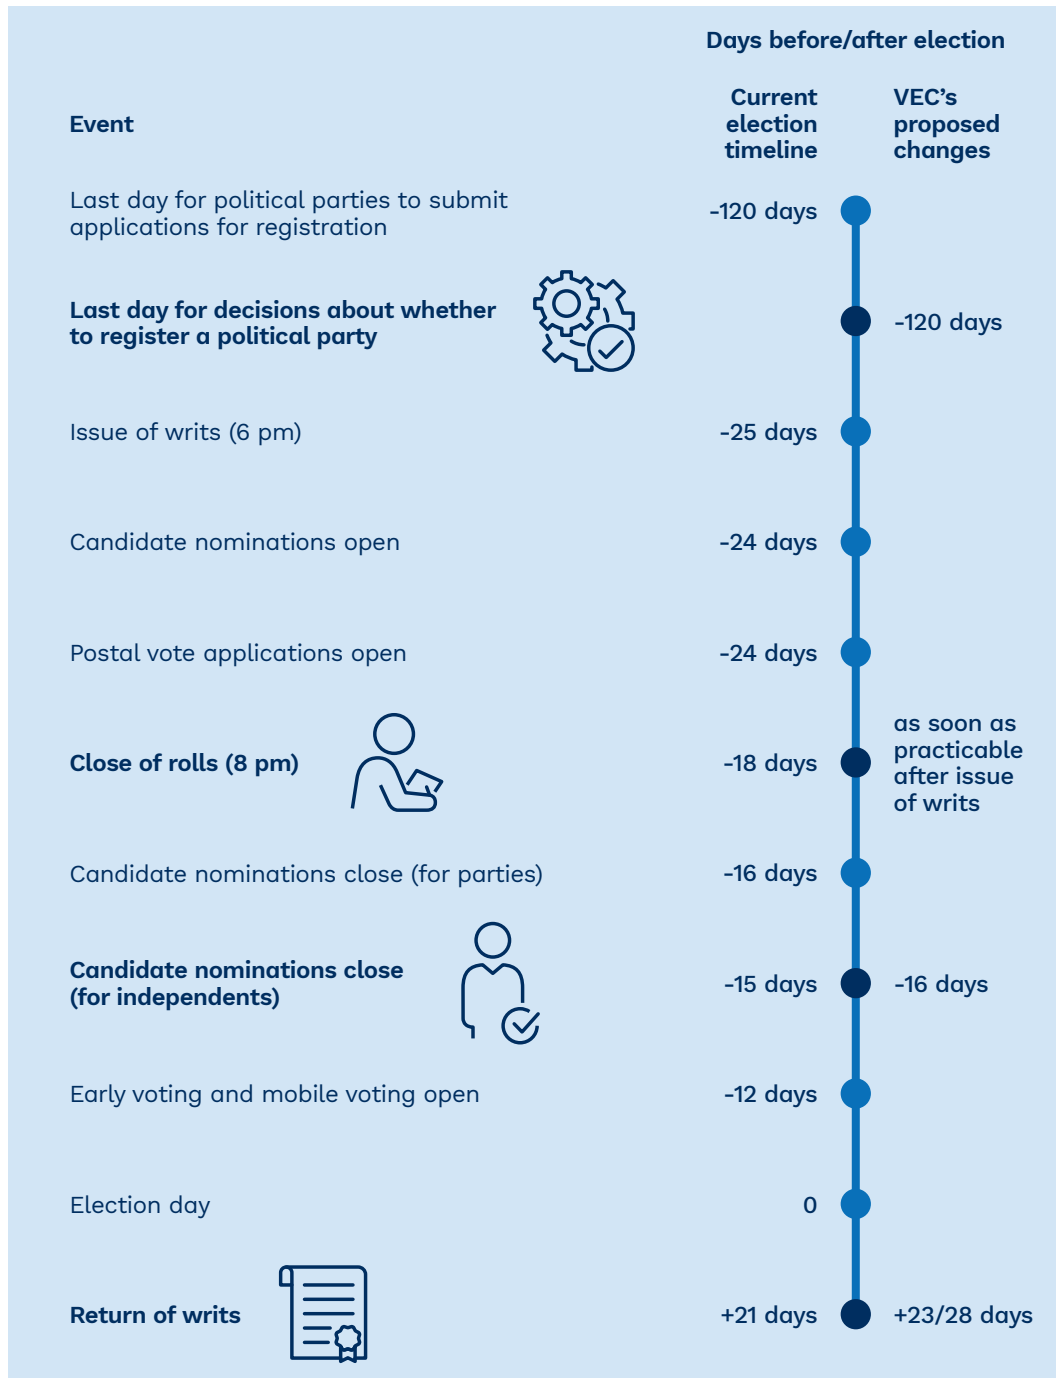 Days before/after election
Event
Current
election
timeline
VEC’s
proposed
changes
Last day for political parties to submit
applications for registration
-120 days
Last day for decisions about whether
to register a political party
-120 days
Issue of writs (6 pm)
-25 days
Candidate nominations open
-24 days
Postal vote applications open
-24 days
Close of rolls (8 pm)
-18 days
as soon as
practicable
after issue
of writs
Candidate nominations close (for parties)
-16 days
Candidate nominations close
(for independents)
-15 days
-16 days
Early voting and mobile voting open
-12 days
Election day
0
Return of writs
+21 days
+23/28 days